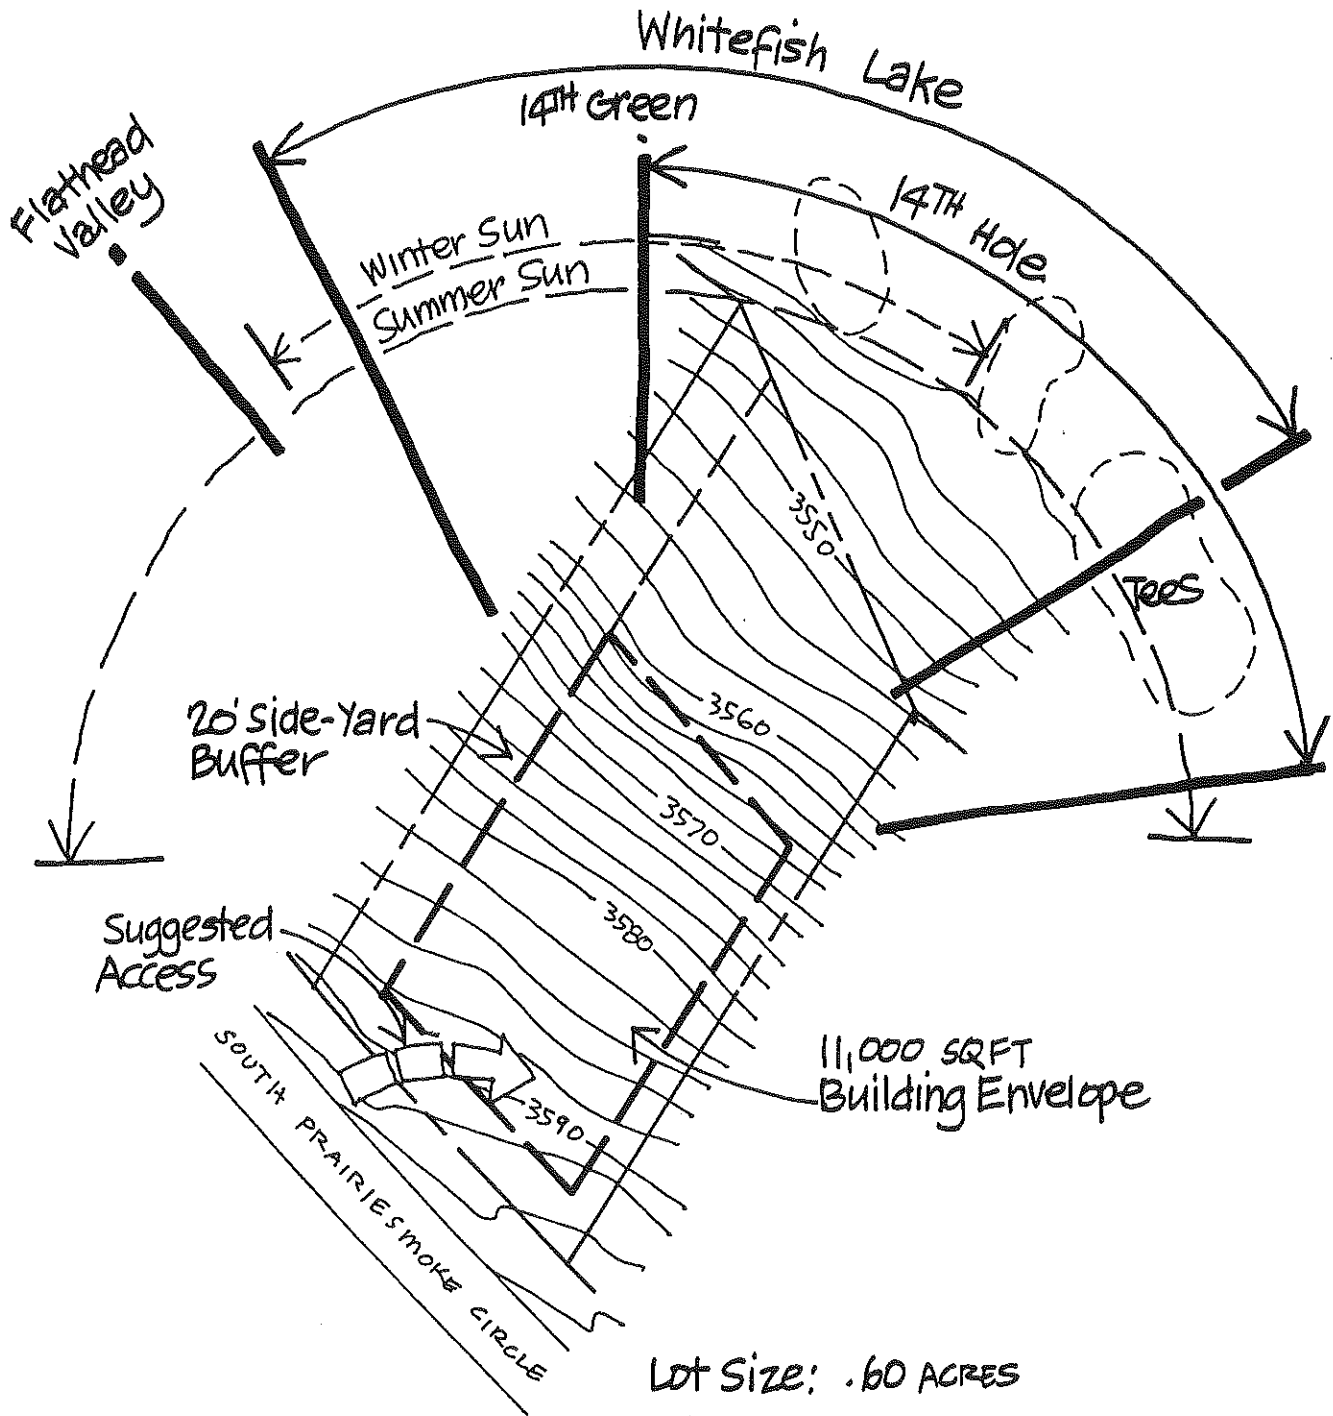 Whitefish Lake
14TH Green
Flathead
Valley
14TH Hole
Winter Sun
Summer Sun
3550
Tees
20' Side-Yard
Buffer
3560
3570
3580
Suggested
Access
11,000 SQFT
Building Envelope
3590
SOUTH PRAIRIESMOKE CIRCLE
Lot Size: .60 ACRES